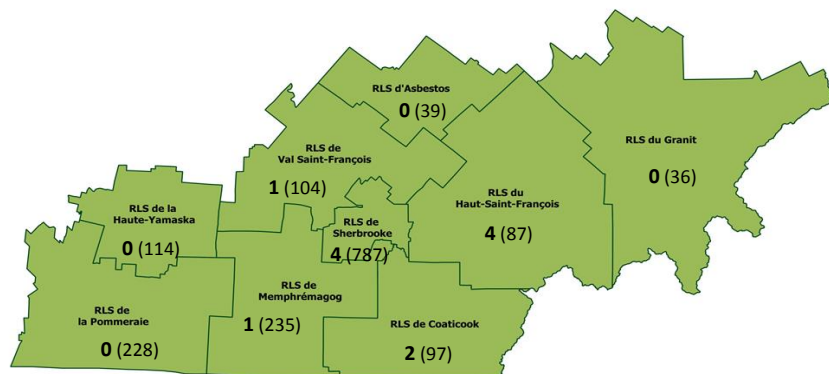 RLS d'Asbestos
0 (39)
RLS du Granit
0 (36)
RLS de
Val Saint-François
1 (104)
RLS du
Haut-Saint-François
4 (87)
RLS de la
Haute-Yamaska
0 (114)
RLS de
Sherbrooke
4 (787)
RLS de
Memphrémagog
1 (235)
RLS de
la Pommeraie
0 (228)
RLS de Coaticook
2 (97)